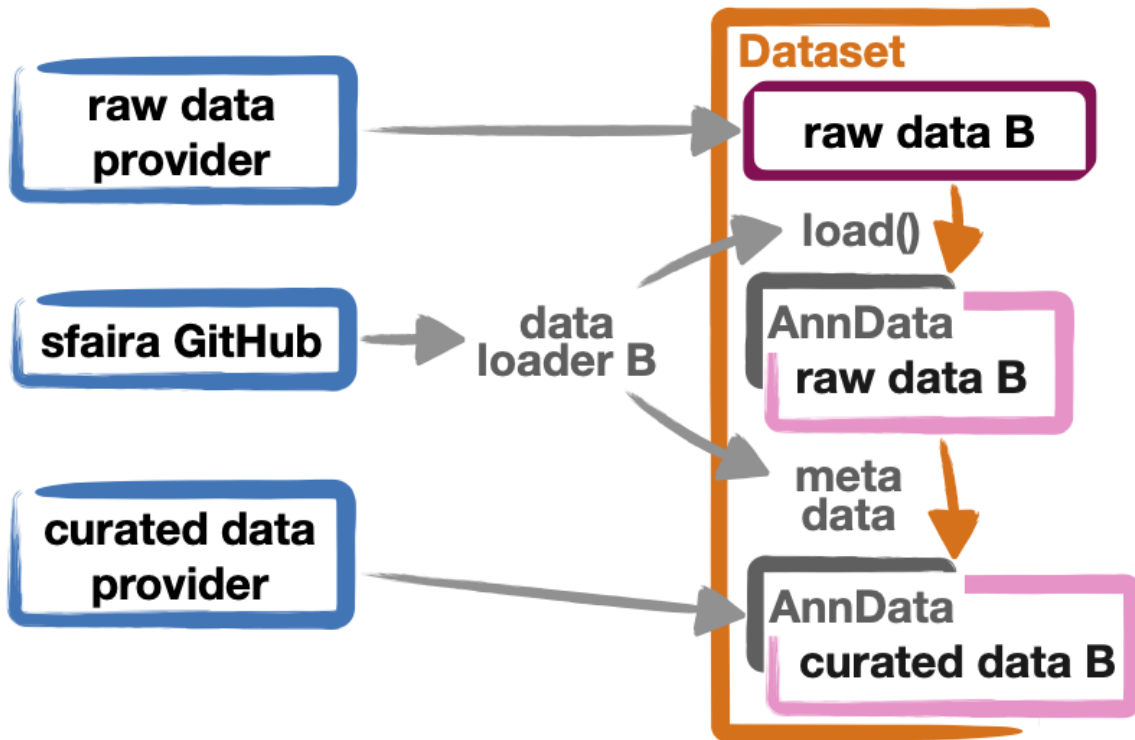 raw data
provider
sfaira GitHub
curated data
provider
data
loader B
Dataset
raw data B
load()
AnnData
raw data B
meta
data
AnnData
curated data B